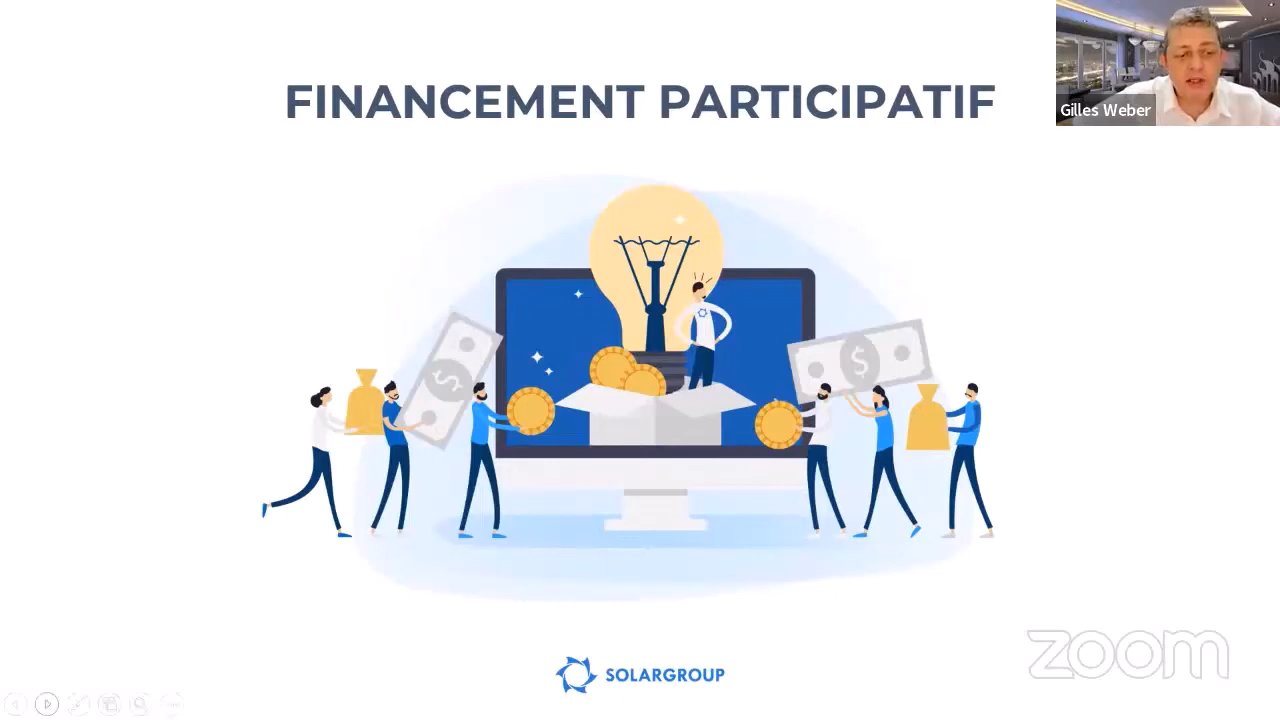 FINANCEMENT PARTICIPATIF
Gilles Weber
$
$
SOLARGROUP
zoom